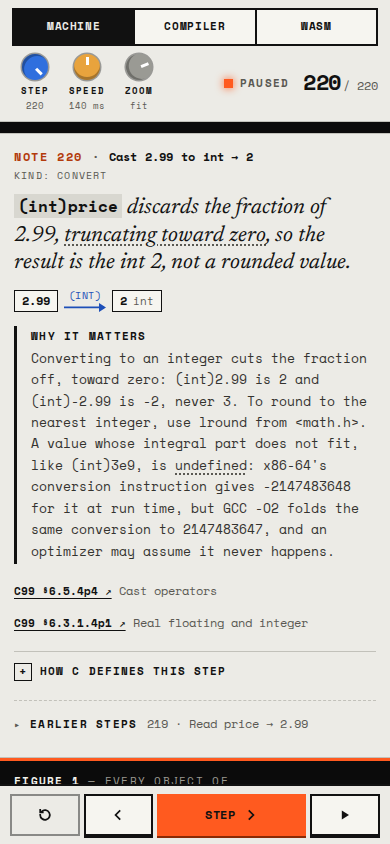 MACHINE COMPILER WASM
STEP SPEED ZOOM
220 140 ms fit
PAUSED 220 / 220
NOTE 220 · Cast 2.99 to int → 2
KIND: CONVERT
(int)price discards the fraction of
2.99, truncating toward zero, so the
result is the int 2, not a rounded value.
2.99 (INT) 2 int
WHY IT MATTERS
Converting to an integer cuts the fraction
off, toward zero: (int)2.99 is 2 and
(int)-2.99 is -2, never 3. To round to the
nearest integer, use lround from <math.h>.
A value whose integral part does not fit,
like (int)3e9, is undefined: x86-64's
conversion instruction gives -2147483648
for it at run time, but GCC -O2 folds the
same conversion to 2147483647, and an
optimizer may assume it never happens.
C99 §6.5.4p4 ↗ Cast operators
C99 §6.3.1.4p1 ↗ Real floating and integer
+ HOW C DEFINES THIS STEP
▸ EARLIER STEPS 219 · Read price → 2.99
FIGURE 1 — EVERY OBJECT OF
STEP